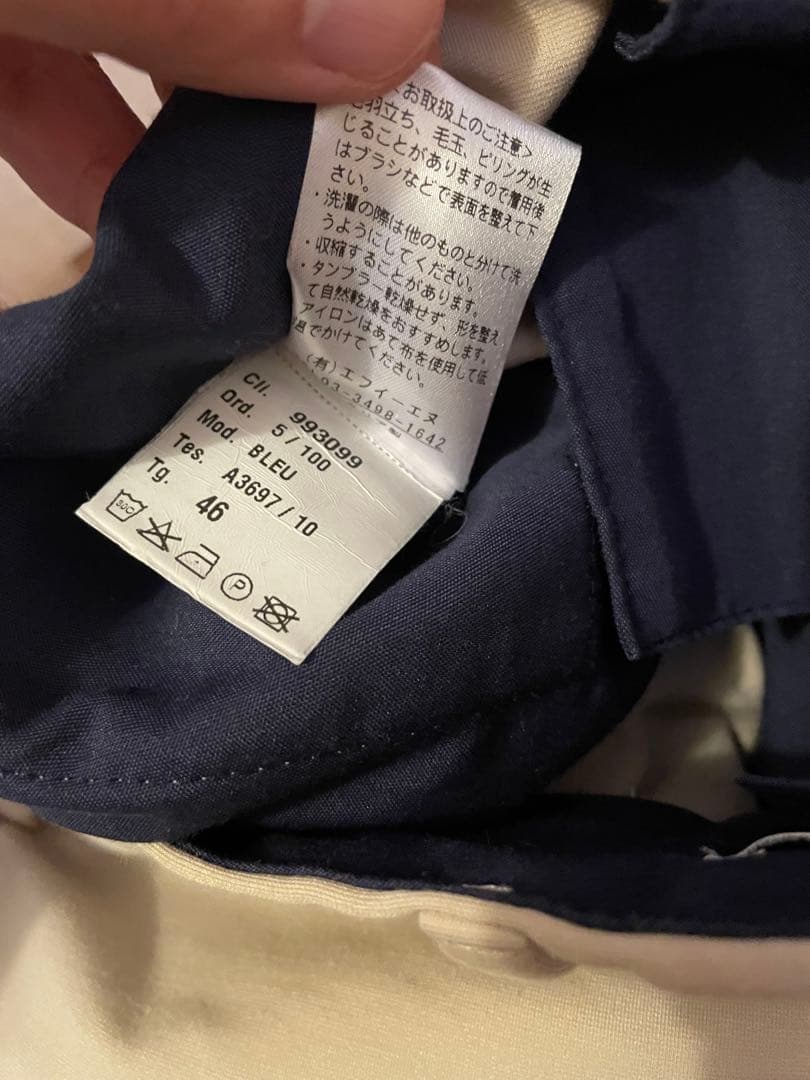 お取扱上のご注意>
羽立ち、毛玉、ピリングが生
じることがありますので着用後
はブラシなどで表面を整えて下
さい。
・洗濯の際は他のものと分けて洗
うようにしてください。
・収縮することがあります。
・タンブラー乾燥せず、形を整え
て自然乾燥をおすすめします。
アイロンはあて布を使用して低
温でかけてください。
(有)エフイーエヌ
03-3498-1642
Cli. 993099
Ord. 5/100
Mod. BLEU
Tes. A3697/10
Tg. 46
30C
P